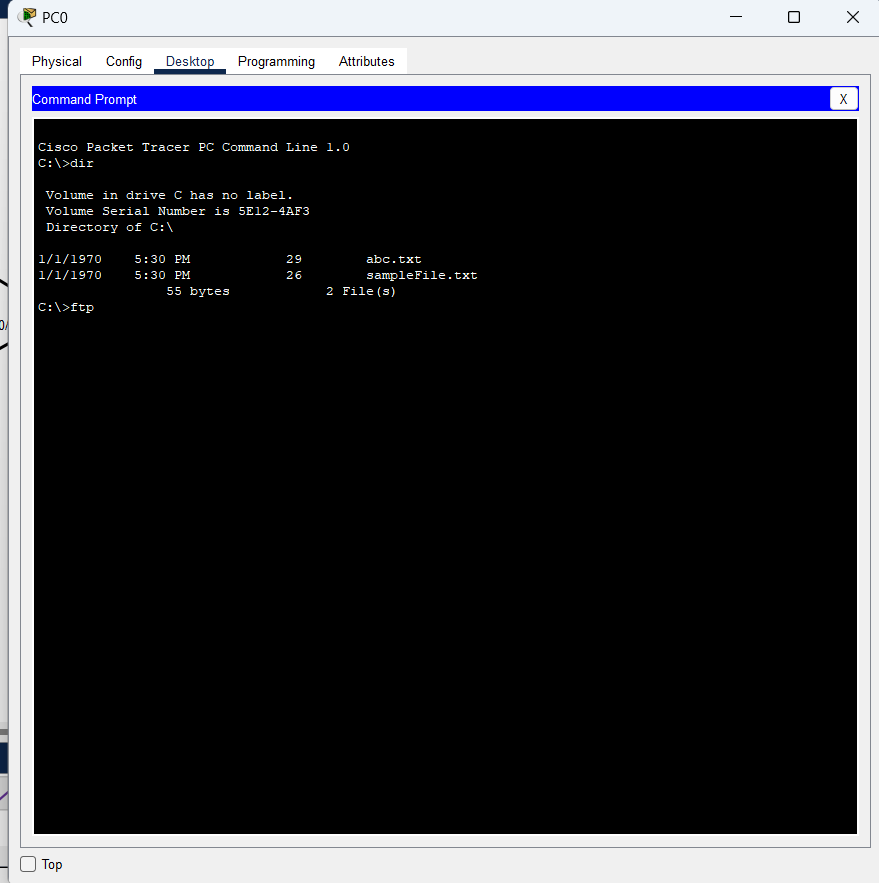 PC0
Physical Config Desktop Programming Attributes
Command Prompt X
Cisco Packet Tracer PC Command Line 1.0
C:\>dir
Volume in drive C has no label.
Volume Serial Number is 5E12-4AF3
Directory of C:\
1/1/1970 5:30 PM 29 abc.txt
1/1/1970 5:30 PM 26 sampleFile.txt
55 bytes 2 File(s)
C:\>ftp
0/
Top